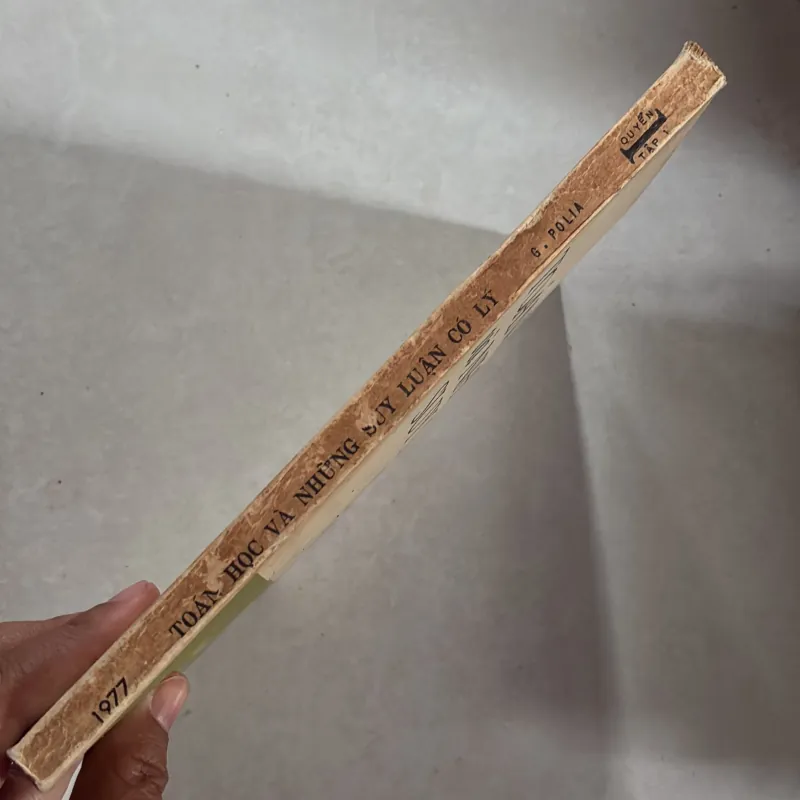 1977
TOÁN HỌC VÀ NHỮNG SUY LUẬN CÓ LÝ
G. POLIA
QUYỂN
I
TẬP 1